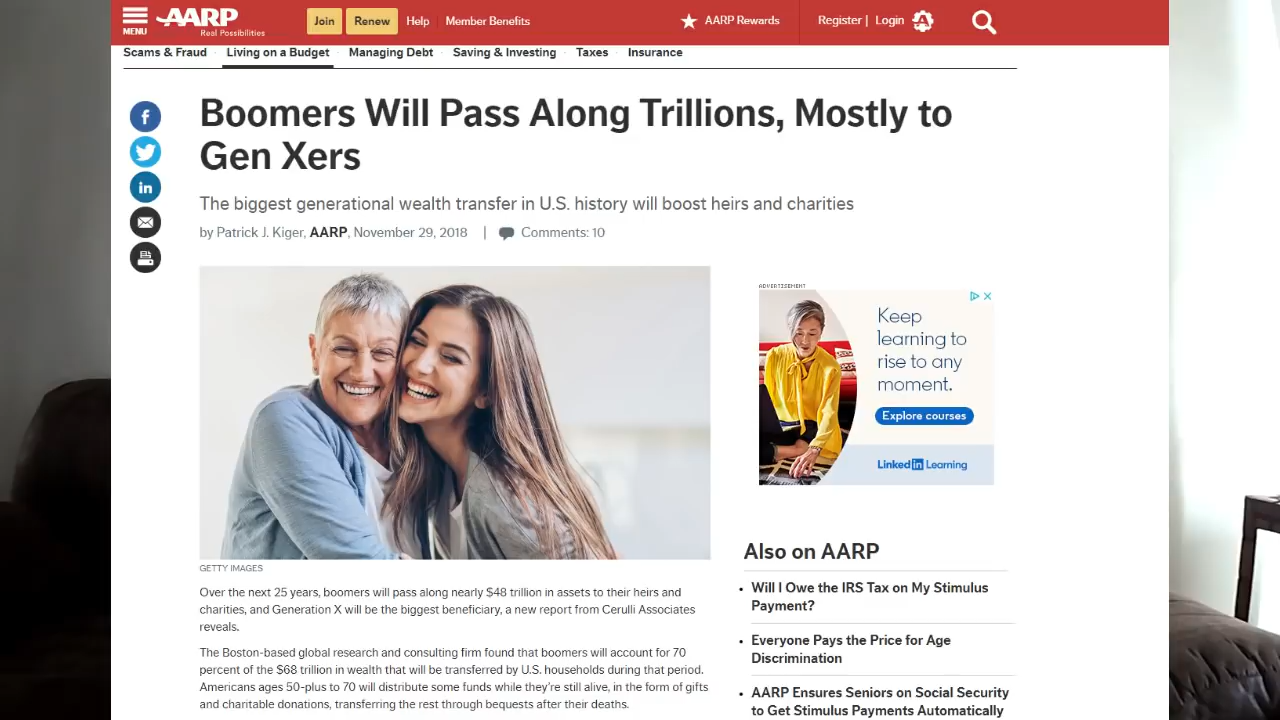 MENU
AARP
Real Possibilities
Join
Renew
Help
Member Benefits
AARP Rewards
Register | Login
Scams & Fraud · Living on a Budget · Managing Debt · Saving & Investing · Taxes · Insurance
Boomers Will Pass Along Trillions, Mostly to
Gen Xers
The biggest generational wealth transfer in U.S. history will boost heirs and charities
by Patrick J. Kiger, AARP, November 29, 2018 | Comments: 10
GETTY IMAGES
Over the next 25 years, boomers will pass along nearly $48 trillion in assets to their heirs and
charities, and Generation X will be the biggest beneficiary, a new report from Cerulli Associates
reveals.
The Boston-based global research and consulting firm found that boomers will account for 70
percent of the $68 trillion in wealth that will be transferred by U.S. households during that period.
Americans ages 50-plus to 70 will distribute some funds while they're still alive, in the form of gifts
and charitable donations, transferring the rest through bequests after their deaths.
ADVERTISEMENT
Keep
learning to
rise to any
moment.
Explore courses
Linked in Learning
Also on AARP
• Will I Owe the IRS Tax on My Stimulus
Payment?
• Everyone Pays the Price for Age
Discrimination
• AARP Ensures Seniors on Social Security
to Get Stimulus Payments Automatically